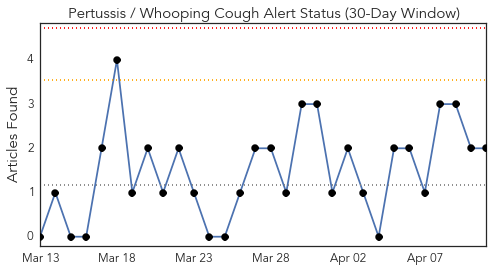 Pertussis / Whooping Cough Alert Status (30-Day Window)
Articles Found
4
3
2
1
0
Mar 13 Mar 18 Mar 23 Mar 28 Apr 02 Apr 07